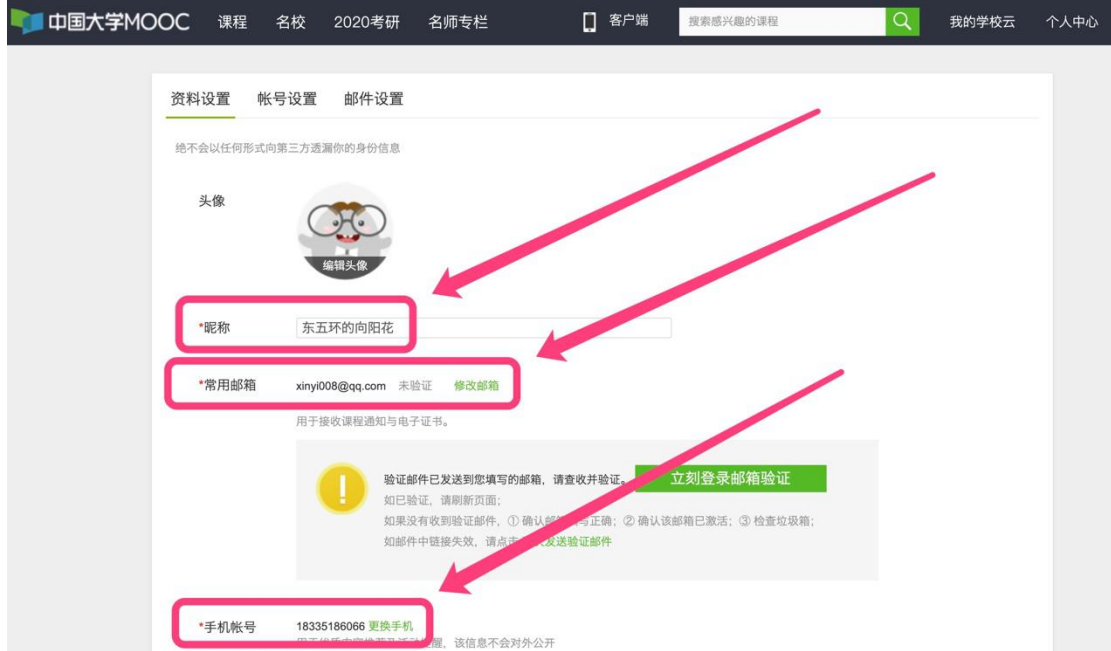 中国大学MOOC 课程 名校 2020考研 名师专栏 客户端 搜索感兴趣的课程 我的学校云 个人中心
资料设置 帐号设置 邮件设置
绝不会以任何形式向第三方透漏你的身份信息
头像
编辑头像
*昵称 东五环的向阳花
*常用邮箱 xinyi008@qq.com 未验证 修改邮箱
用于接收课程通知与电子证书。
验证邮件已发送到您填写的邮箱，请查收并验证。 立刻登录邮箱验证
如已验证，请刷新页面；
如果没有收到验证邮件，① 确认邮 与正确；② 确认该邮箱已激活；③ 检查垃圾箱；
如邮件中链接失效，请点击 发送验证邮件
*手机帐号 18335186066 更换手机
醒，该信息不会对外公开